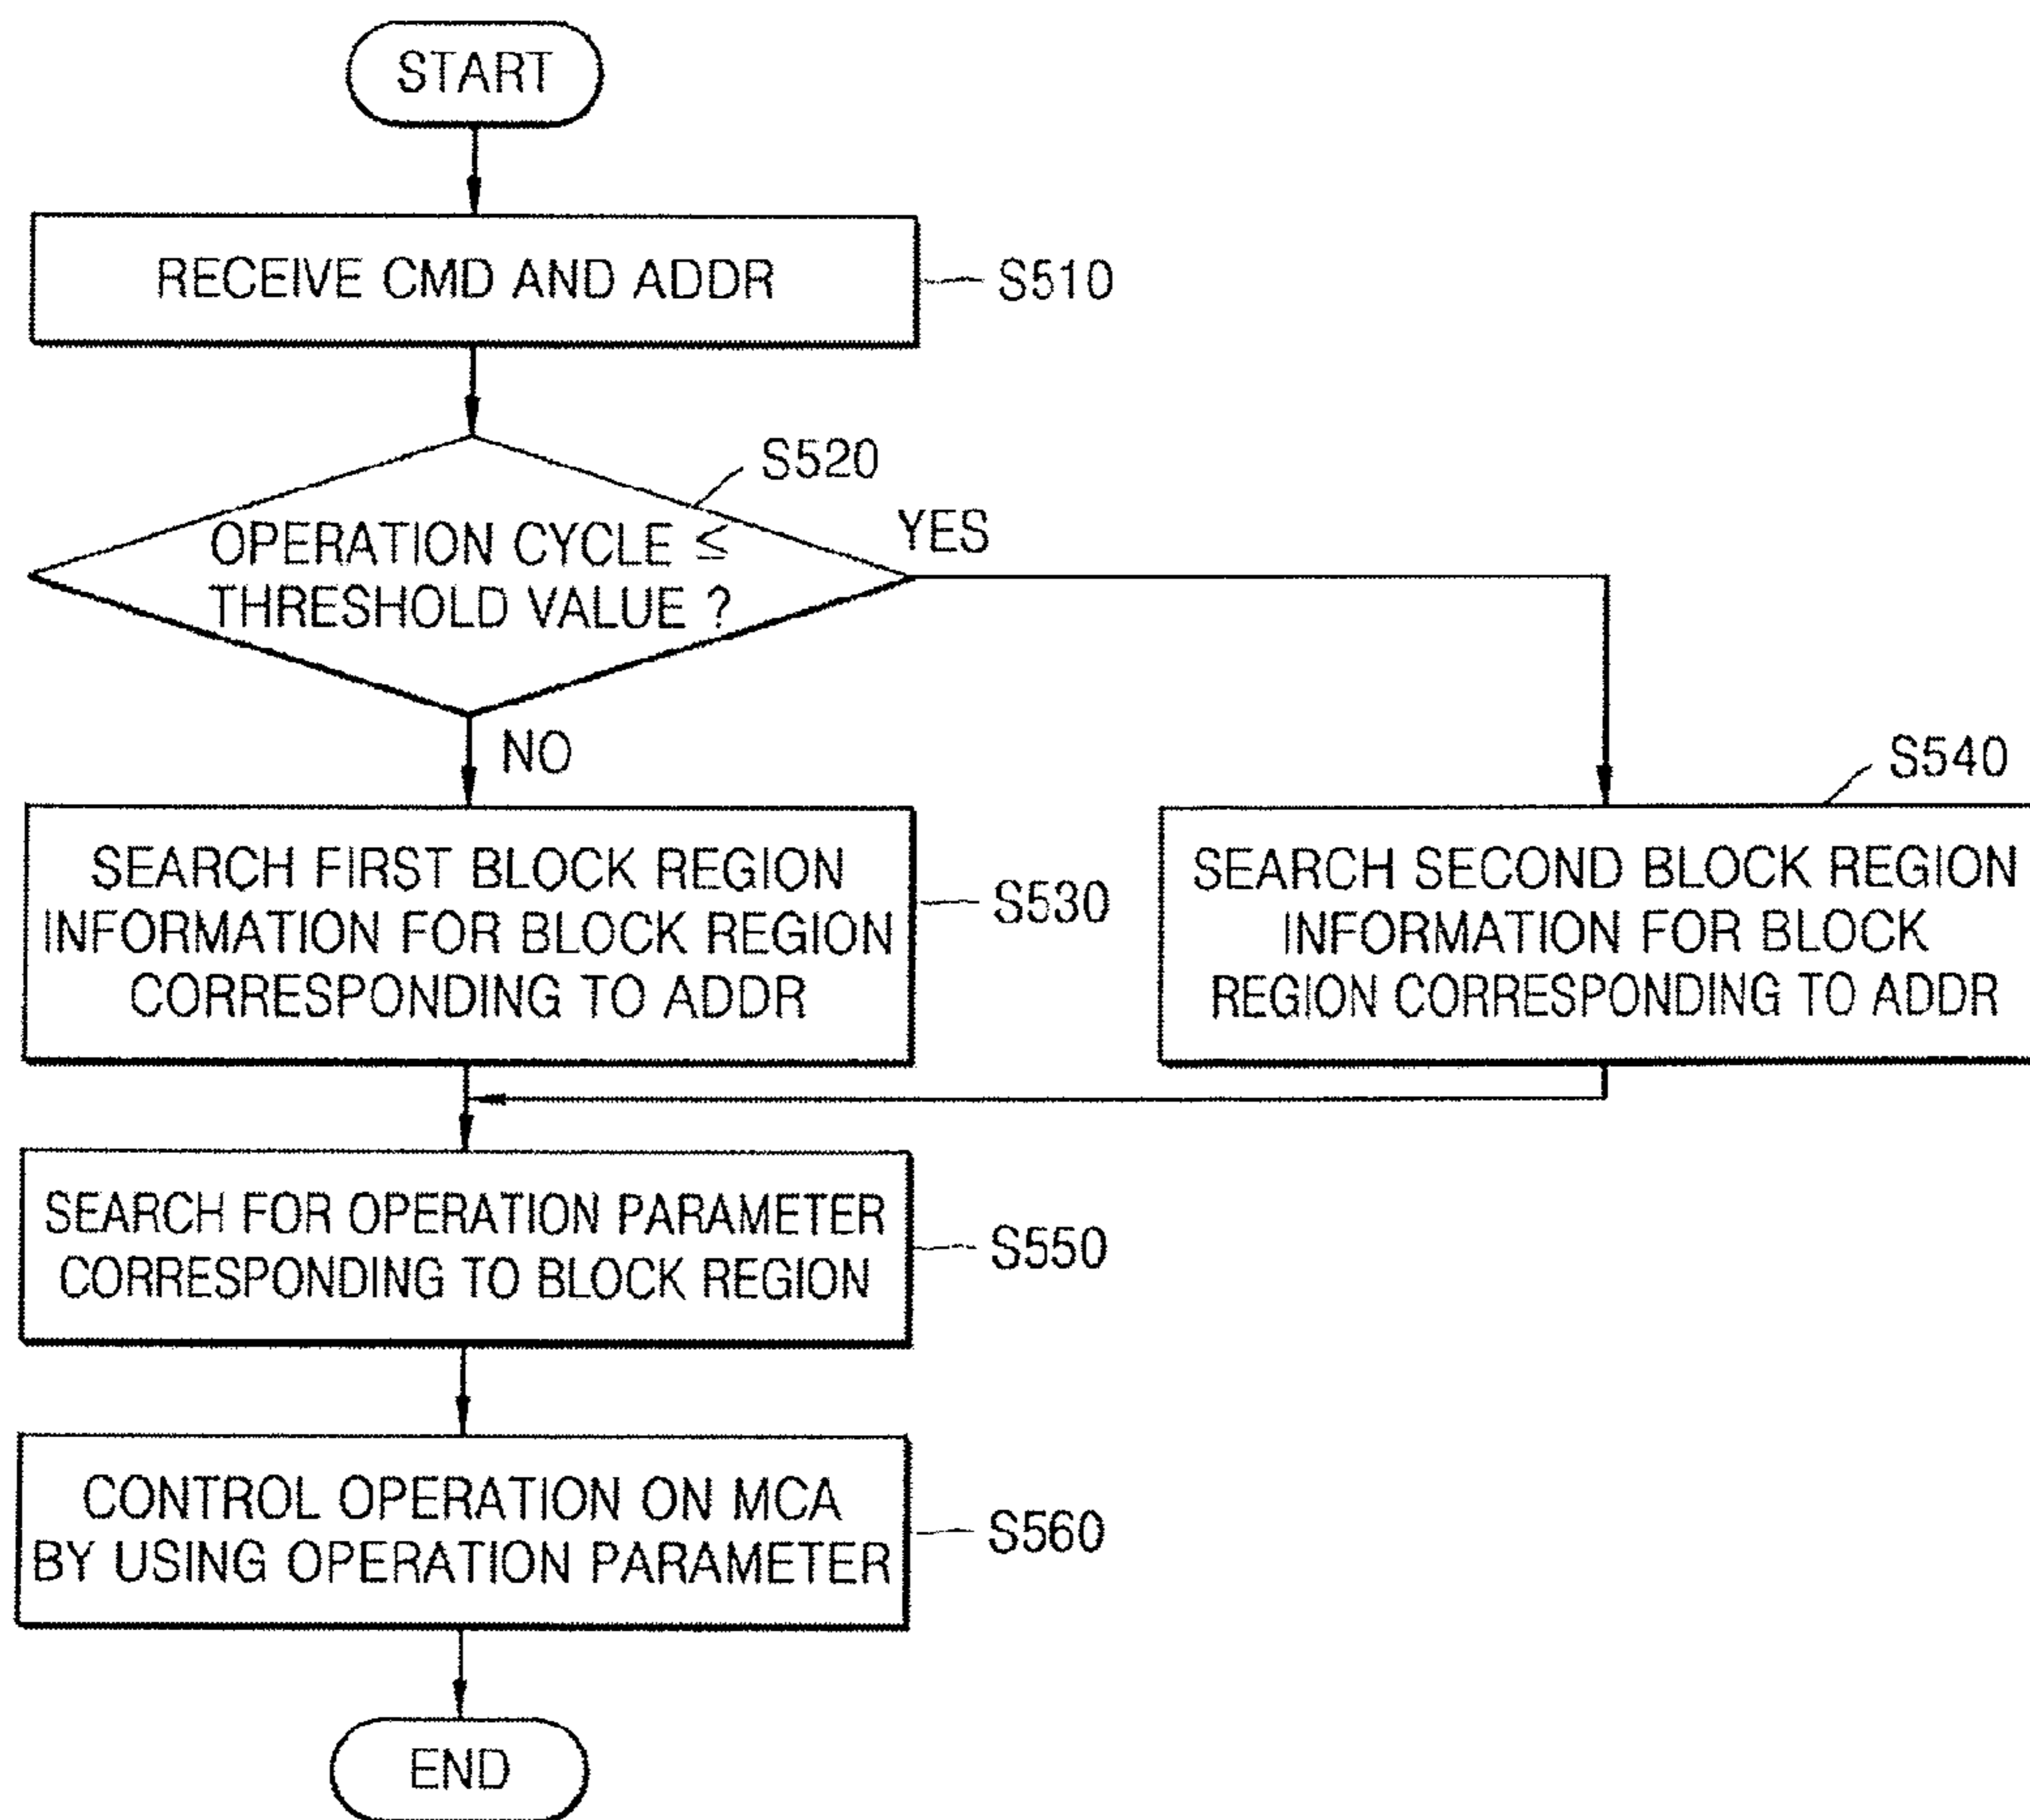 START
RECEIVE CMD AND ADDR
S510
S520
OPERATION CYCLE ≤
THRESHOLD VALUE ?
YES
NO
SEARCH FIRST BLOCK REGION
INFORMATION FOR BLOCK REGION
CORRESPONDING TO ADDR
S530
S540
SEARCH SECOND BLOCK REGION
INFORMATION FOR BLOCK
REGION CORRESPONDING TO ADDR
SEARCH FOR OPERATION PARAMETER
CORRESPONDING TO BLOCK REGION
S550
CONTROL OPERATION ON MCA
BY USING OPERATION PARAMETER
S560
END